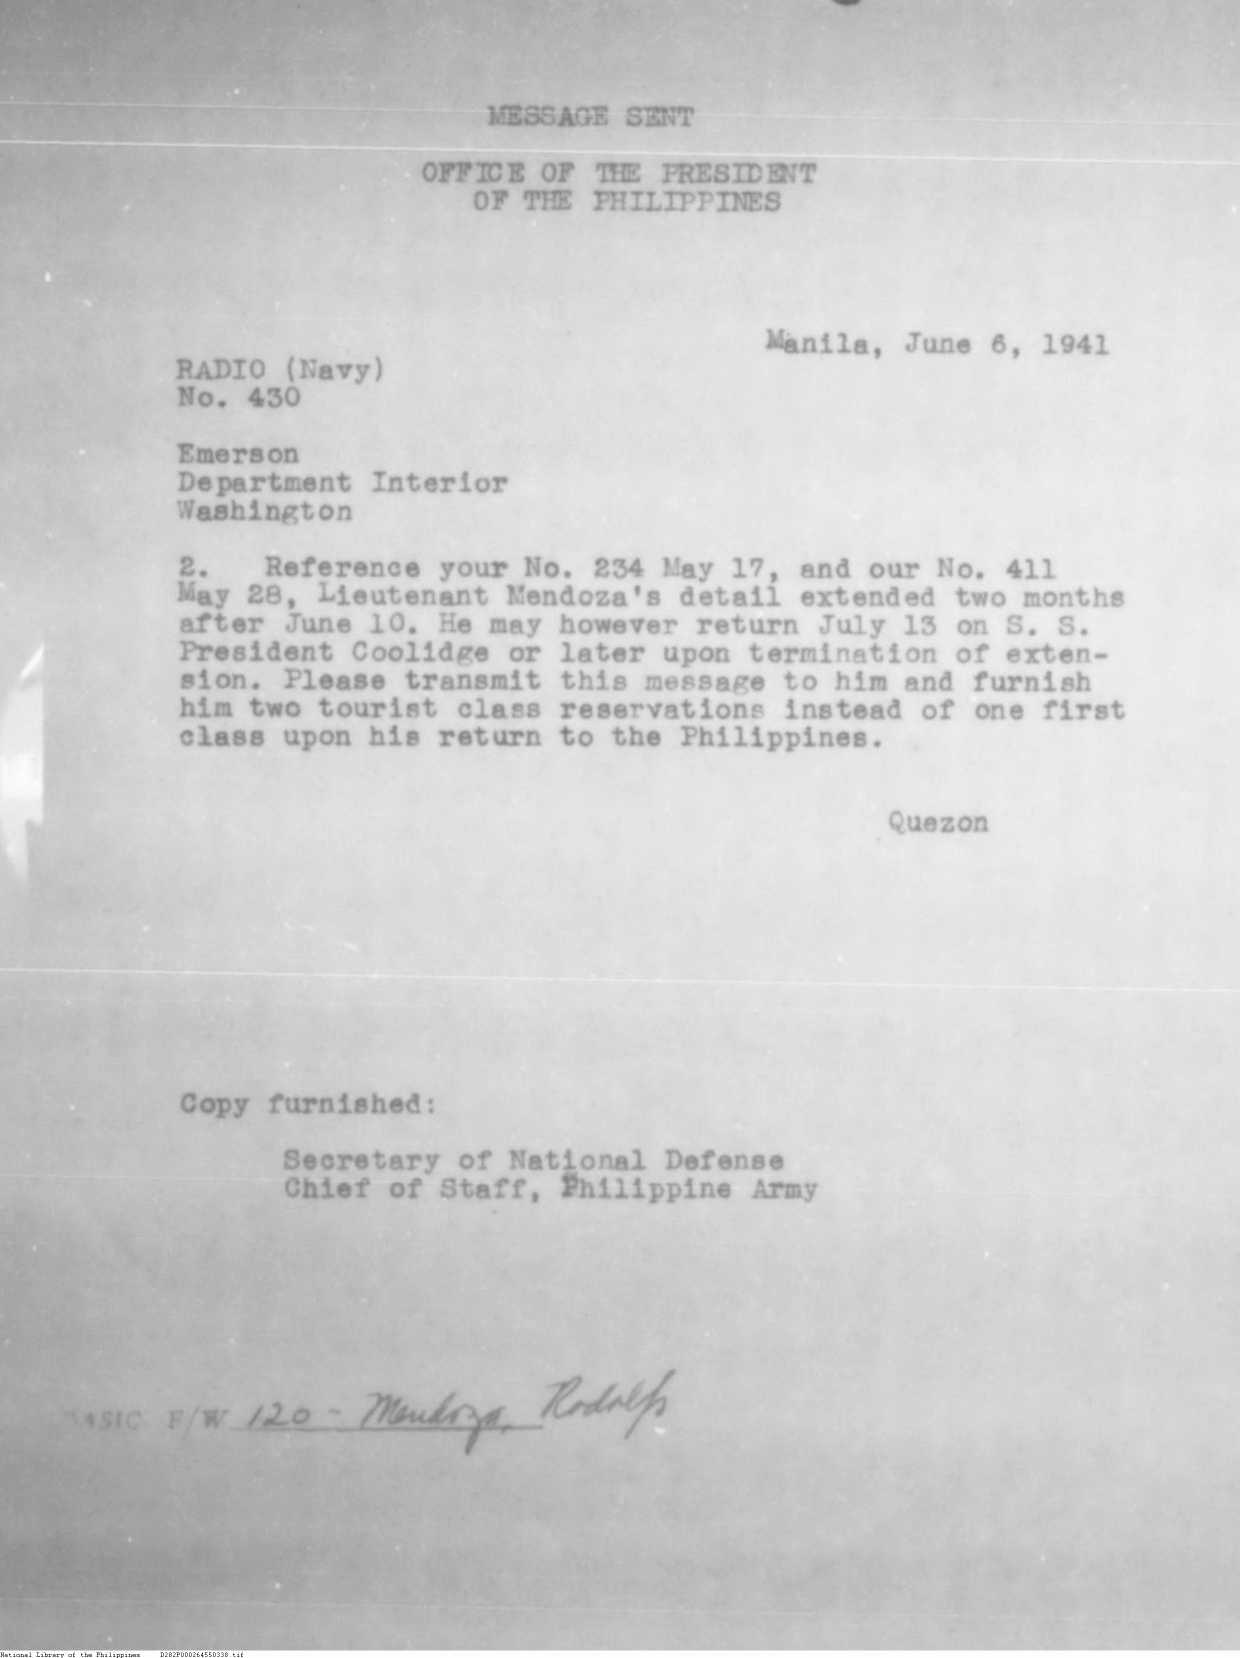 MESSAGE SENT
OFFICE OF THE PRESIDENT
OF THE PHILIPPINES
Manila, June 6, 1941
RADIO (Navy)
No. 430
Emerson
Department Interior
Washington
2. Reference your No. 234 May 17, and our No. 411
May 28, Lieutenant Mendoza's detail extended two months
after June 10. He may however return July 13 on S. S.
President Coolidge or later upon termination of exten-
sion. Please transmit this message to him and furnish
him two tourist class reservations instead of one first
class upon his return to the Philippines.
Quezon
Copy furnished:
Secretary of National Defense
Chief of Staff, Philippine Army
BASIC F/W 120 - Mendoza, Rodolfo
National Library of the Philippines D282P000264550338.tif